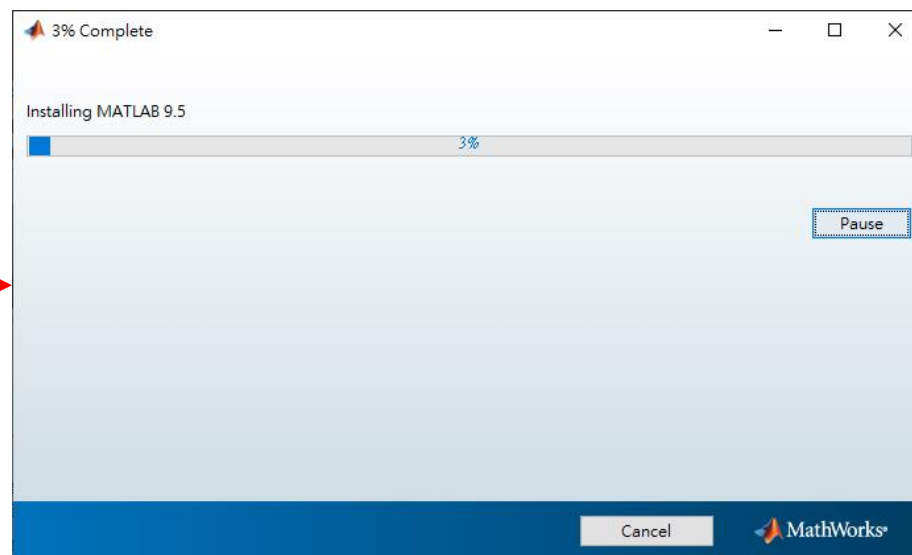 3% Complete
Installing MATLAB 9.5
3%
Pause
Cancel
MathWorks®